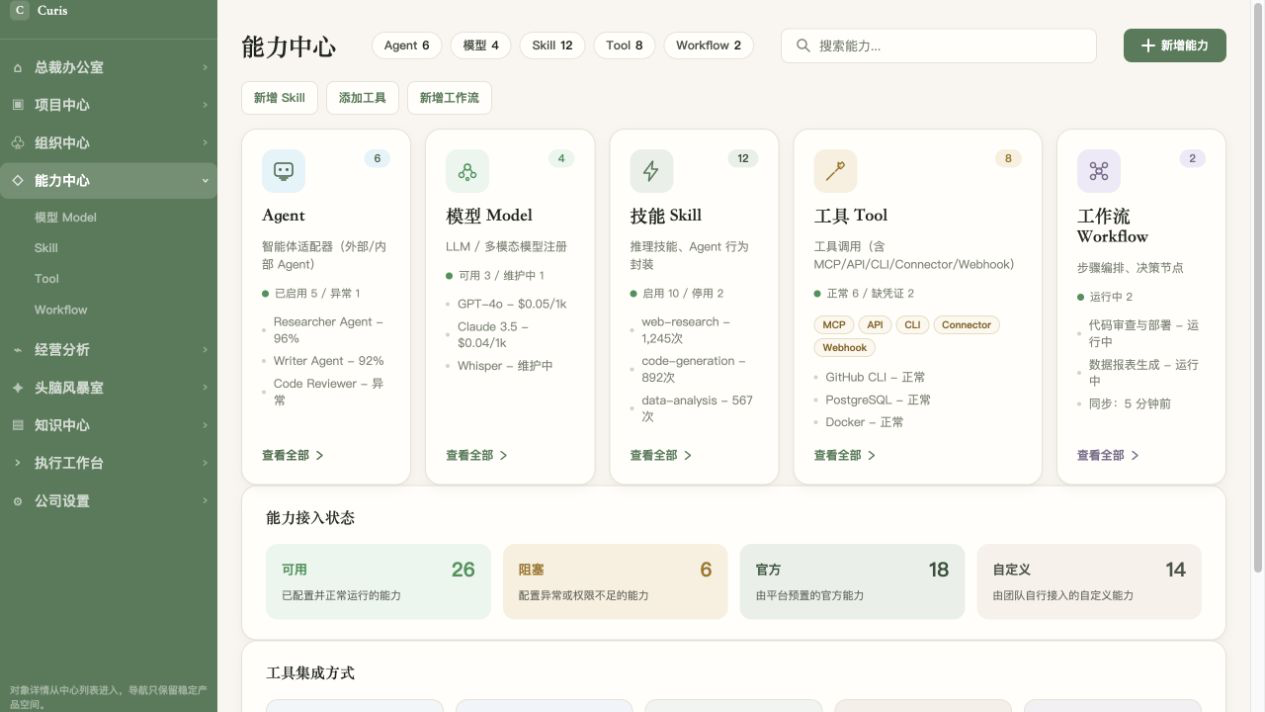 C Curis
总裁办公室
项目中心
组织中心
能力中心
模型 Model
Skill
Tool
Workflow
经营分析
头脑风暴室
知识中心
执行工作台
公司设置
对象详情从中心列表进入，导航只保留稳定产
品空间。
能力中心
Agent 6
模型 4
Skill 12
Tool 8
Workflow 2
搜索能力...
新增能力
新增 Skill
添加工具
新增工作流
6
Agent
智能体适配器（外部/内
部 Agent）
已启用 5 / 异常 1
Researcher Agent – 
96%
Writer Agent – 92%
Code Reviewer – 异
常
查看全部
4
模型 Model
LLM / 多模态模型注册
可用 3 / 维护中 1
GPT-4o – $0.05/1k
Claude 3.5 – 
$0.04/1k
Whisper – 维护中
查看全部
12
技能 Skill
推理技能、Agent 行为
封装
启用 10 / 停用 2
web-research – 
1,245次
code-generation – 
892次
data-analysis – 567
次
查看全部
8
工具 Tool
工具调用（含
MCP/API/CLI/Connector/Webhook）
正常 6 / 缺凭证 2
MCP
API
CLI
Connector
Webhook
GitHub CLI – 正常
PostgreSQL – 正常
Docker – 正常
查看全部
2
工作流
Workflow
步骤编排、决策节点
运行中 2
代码审查与部署 – 运
行中
数据报表生成 – 运行
中
同步：5 分钟前
查看全部
能力接入状态
可用 26
已配置并正常运行的能力
阻塞 6
配置异常或权限不足的能力
官方 18
由平台预置的官方能力
自定义 14
由团队自行接入的自定义能力
工具集成方式